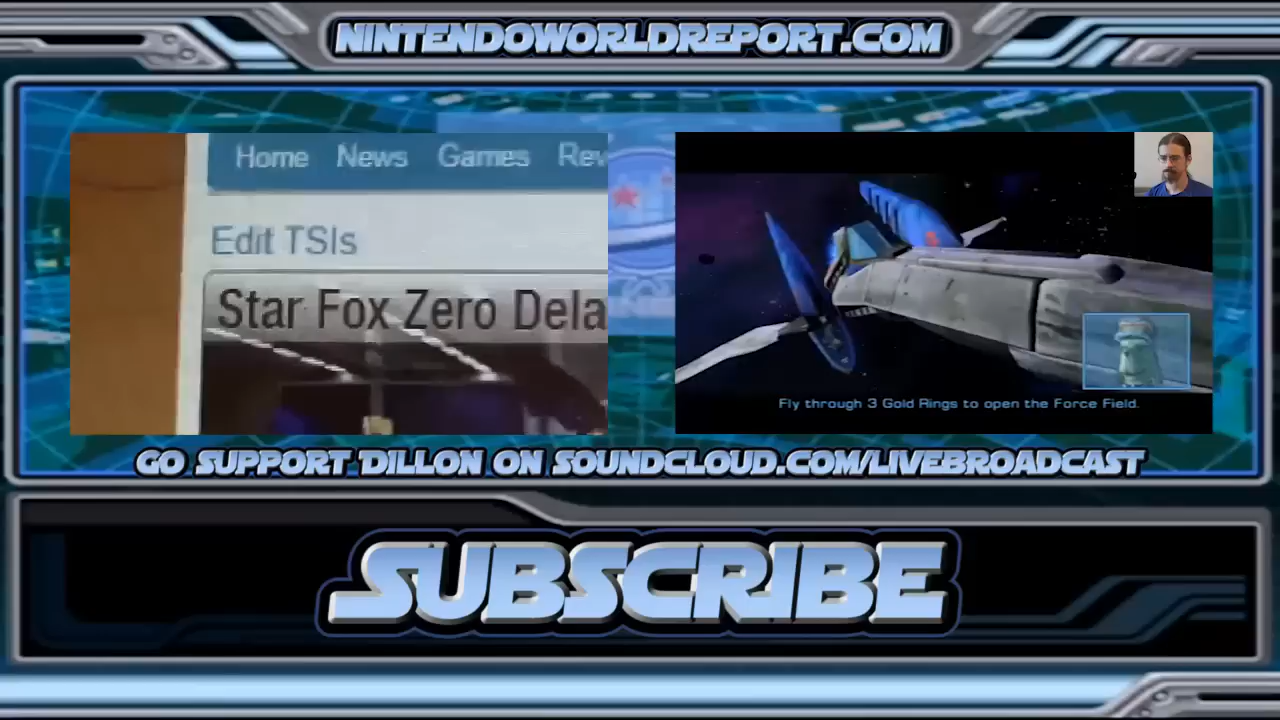 NINTENDOWORLDREPORT.COM
Home News Games Rev
Edit TSIs
Star Fox Zero Dela
Fly through 3 Gold Rings to open the Force Field.
GO SUPPORT DILLON ON SOUNDCLOUD.COM/LIVEBROADCAST
SUBSCRIBE